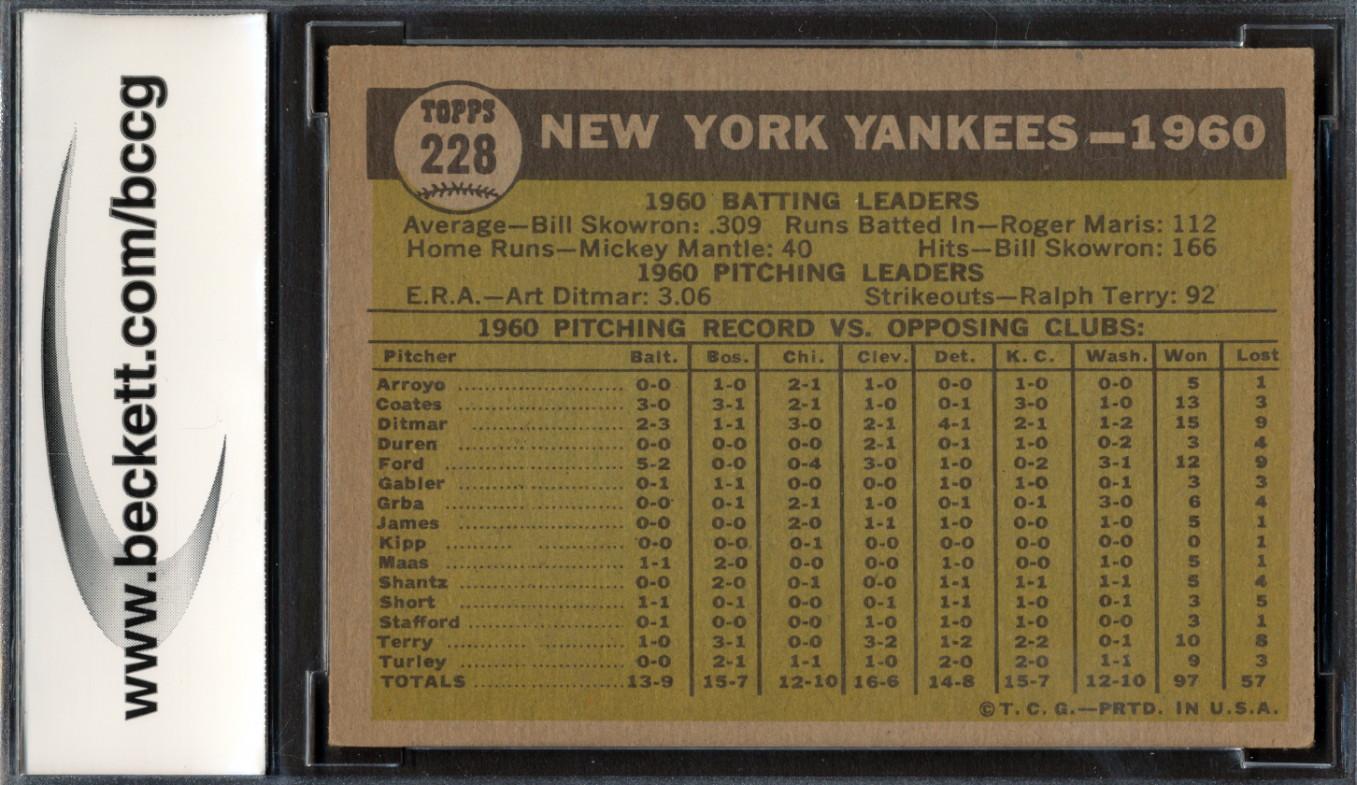 www.beckett.com/bccg
TOPPS
228
NEW YORK YANKEES—1960
1960 BATTING LEADERS
Average—Bill Skowron: .309 Runs Batted In—Roger Maris: 112
Home Runs—Mickey Mantle: 40 Hits—Bill Skowron: 166
1960 PITCHING LEADERS
E.R.A.—Art Ditmar: 3.06 Strikeouts—Ralph Terry: 92
1960 PITCHING RECORD VS. OPPOSING CLUBS:
Pitcher Balt. Bos. Chi. Clev. Det. K. C. Wash. Won Lost
Arroyo 0-0 1-0 2-1 1-0 0-0 1-0 0-0 5 1
Coates 3-0 3-1 2-1 1-0 0-1 3-0 1-0 13 3
Ditmar 2-3 1-1 3-0 2-1 4-1 2-1 1-2 15 9
Duren 0-0 0-0 0-0 2-1 0-1 1-0 0-2 3 4
Ford 5-2 0-0 0-4 3-0 1-0 0-2 3-1 12 9
Gabler 0-1 1-1 0-0 0-0 1-0 1-0 0-1 3 3
Grba 0-0 0-1 2-1 1-0 0-1 0-1 3-0 6 4
James 0-0 0-0 2-0 1-1 1-0 0-0 1-0 5 1
Kipp 0-0 0-0 0-1 0-0 0-0 0-0 0-0 0 1
Maas 1-1 2-0 0-0 0-0 1-0 0-0 1-0 5 1
Shantz 0-0 2-0 0-1 0-0 1-1 1-1 1-1 5 4
Short 1-1 0-1 0-0 0-1 1-1 1-0 0-1 3 5
Stafford 0-1 0-0 0-0 1-0 1-0 1-0 0-0 3 1
Terry 1-0 3-1 0-0 3-2 1-2 2-2 0-1 10 8
Turley 0-0 2-1 1-1 1-0 2-0 2-0 1-1 9 3
TOTALS 13-9 15-7 12-10 16-6 14-8 15-7 12-10 97 57
© T. C. G.—PRTD. IN U.S.A.